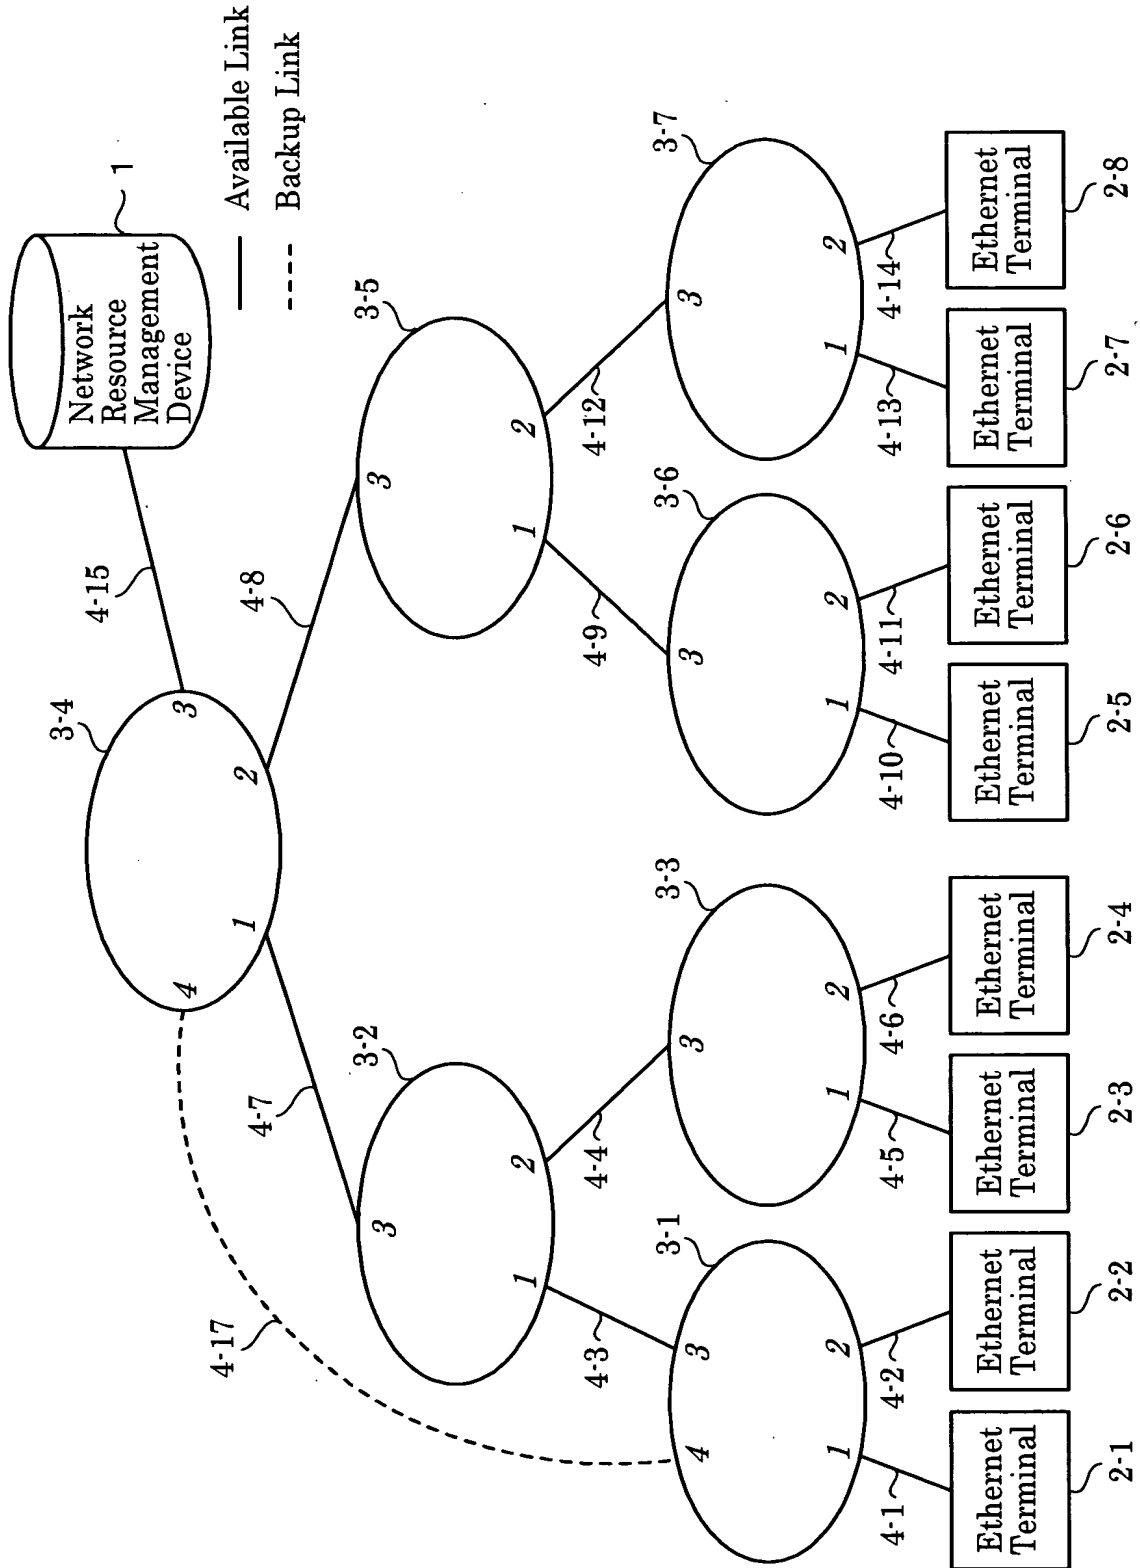 1
Network
Resource
Management
Device
Available Link
Backup Link
4-15
3-4
3
4
1
2
4-17
4-7
4-8
3-2
3
1
2
3-5
3
1
2
4-3
4-4
4-9
4-12
3-1
4
3
1
2
3-3
3
1
2
3-6
3
1
2
3-7
3
1
2
4-1
4-2
4-5
4-6
4-10
4-11
4-13
4-14
Ethernet
Terminal
Ethernet
Terminal
Ethernet
Terminal
Ethernet
Terminal
Ethernet
Terminal
Ethernet
Terminal
Ethernet
Terminal
Ethernet
Terminal
2-1
2-2
2-3
2-4
2-5
2-6
2-7
2-8